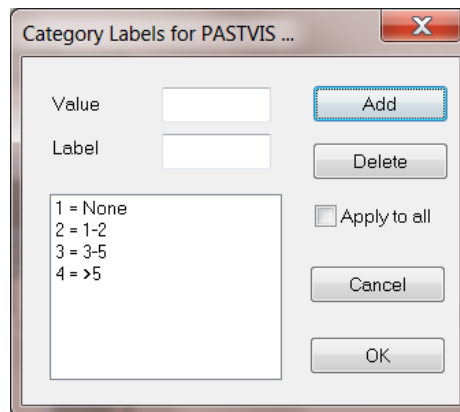 Category Labels for PASTVIS ...
Value
Add
Label
Delete
1 = None
2 = 1-2
3 = 3-5
4 = >5
Apply to all
Cancel
OK